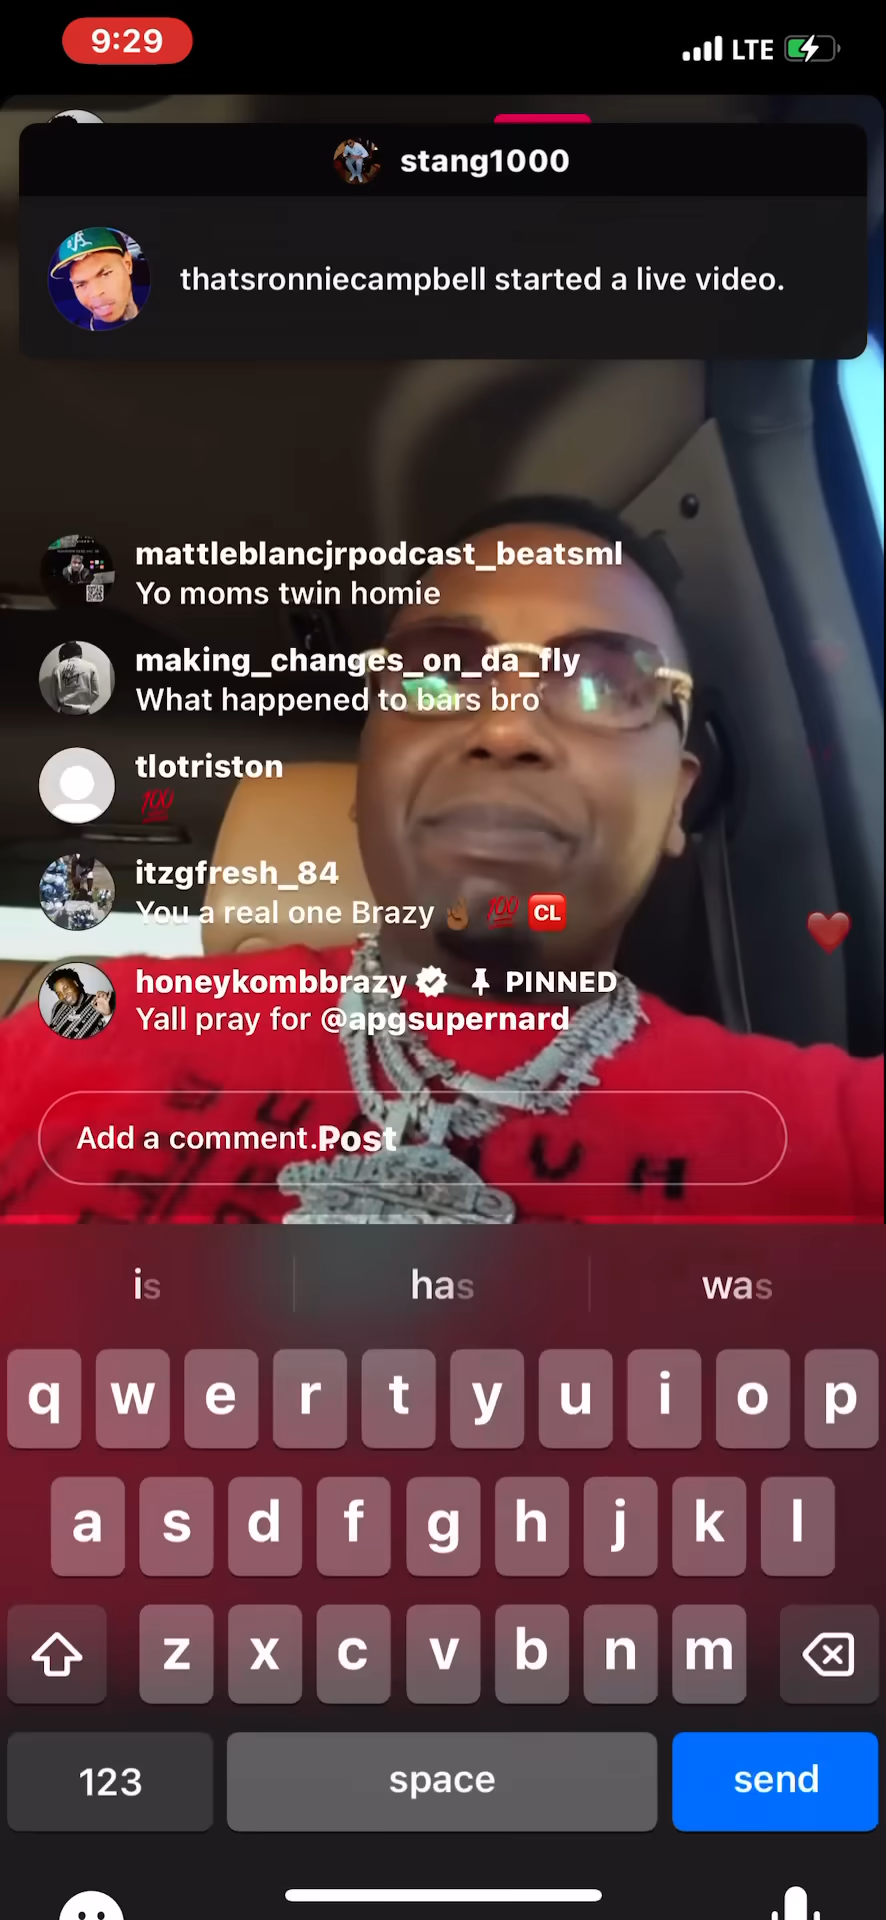 9:29
LTE
stang1000
thatsronniecampbell started a live video.
mattleblancjrpodcast_beatsml
Yo moms twin homie
making_changes_on_da_fly
What happened to bars bro
tlotriston
💯
itzgfresh_84
You a real one Brazy ✌🏾 💯 🆑
honeykombbrazy PINNED
Yall pray for @apgsupernard
Add a comment. Post
is has was
q w e r t y u i o p
a s d f g h j k l
z x c v b n m
123 space send